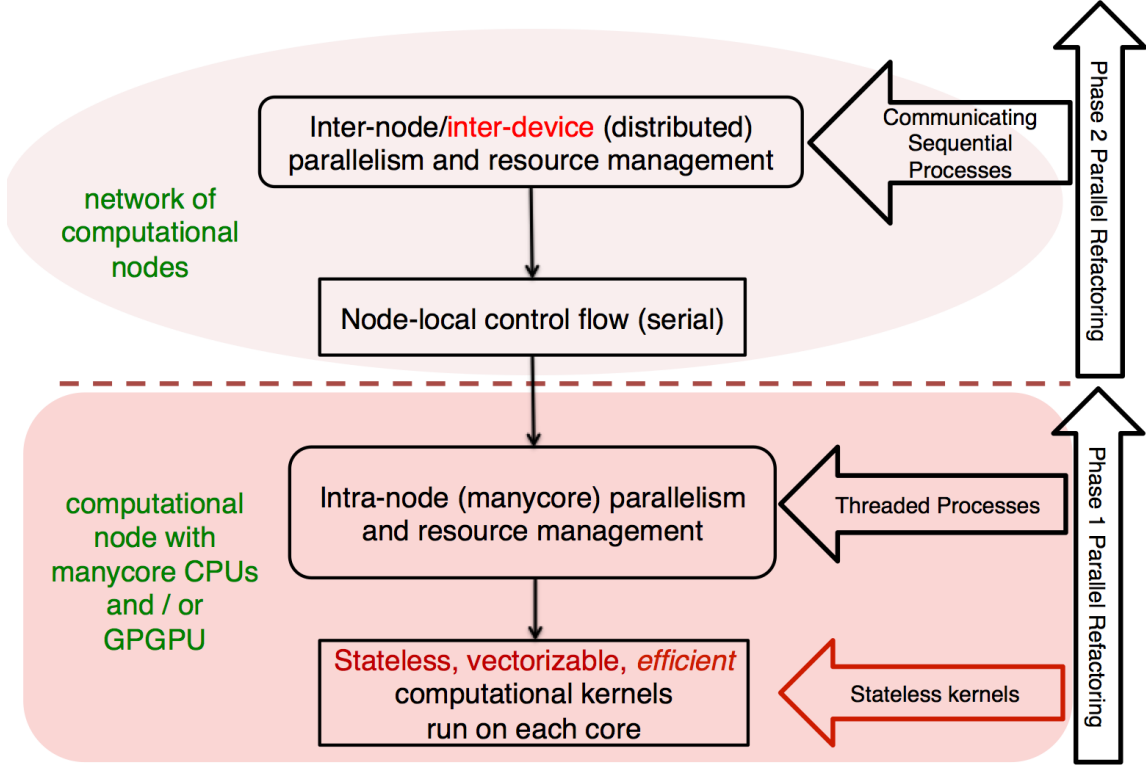 Inter-node/inter-device (distributed)
parallelism and resource management
Communicating
Sequential
Processes
Phase 2 Parallel Refactoring
network of
computational
nodes
Node-local control flow (serial)
computational
node with
manycore CPUs
and / or
GPGPU
Intra-node (manycore) parallelism
and resource management
Threaded Processes
Phase 1 Parallel Refactoring
Stateless, vectorizable, efficient
computational kernels
run on each core
Stateless kernels